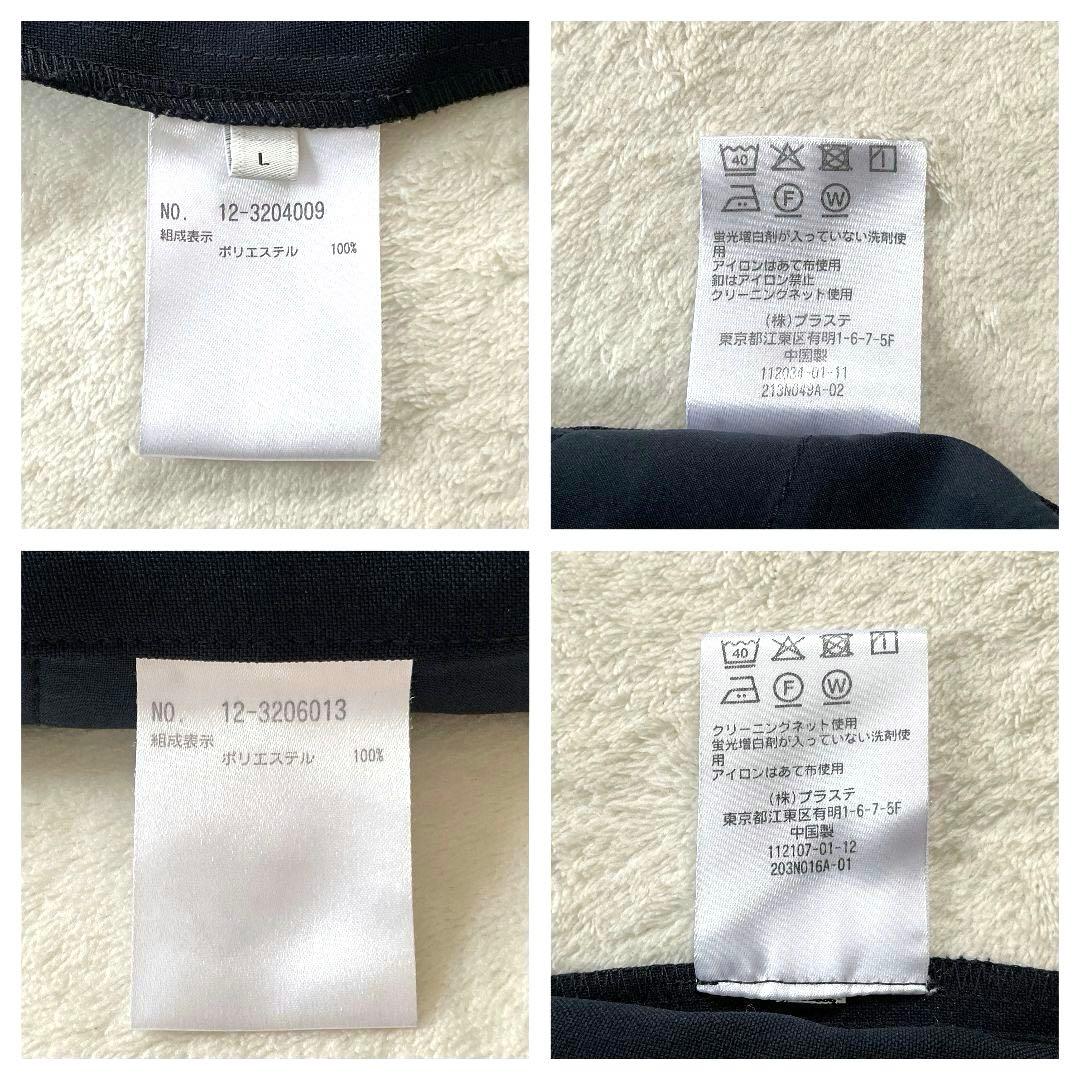 L
NO. 12-3204009
組成表示
ポリエステル 100%
40
F W
蛍光増白剤が入っていない洗剤使
用
アイロンはあて布使用
釦はアイロン禁止
クリーニングネット使用
(株)プラステ
東京都江東区有明1-6-7-5F
中国製
112034-01-11
213N049A-02
NO. 12-3206013
組成表示
ポリエステル 100%
40
F W
クリーニングネット使用
蛍光増白剤が入っていない洗剤使
用
アイロンはあて布使用
(株)プラステ
東京都江東区有明1-6-7-5F
中国製
112107-01-12
203N016A-01